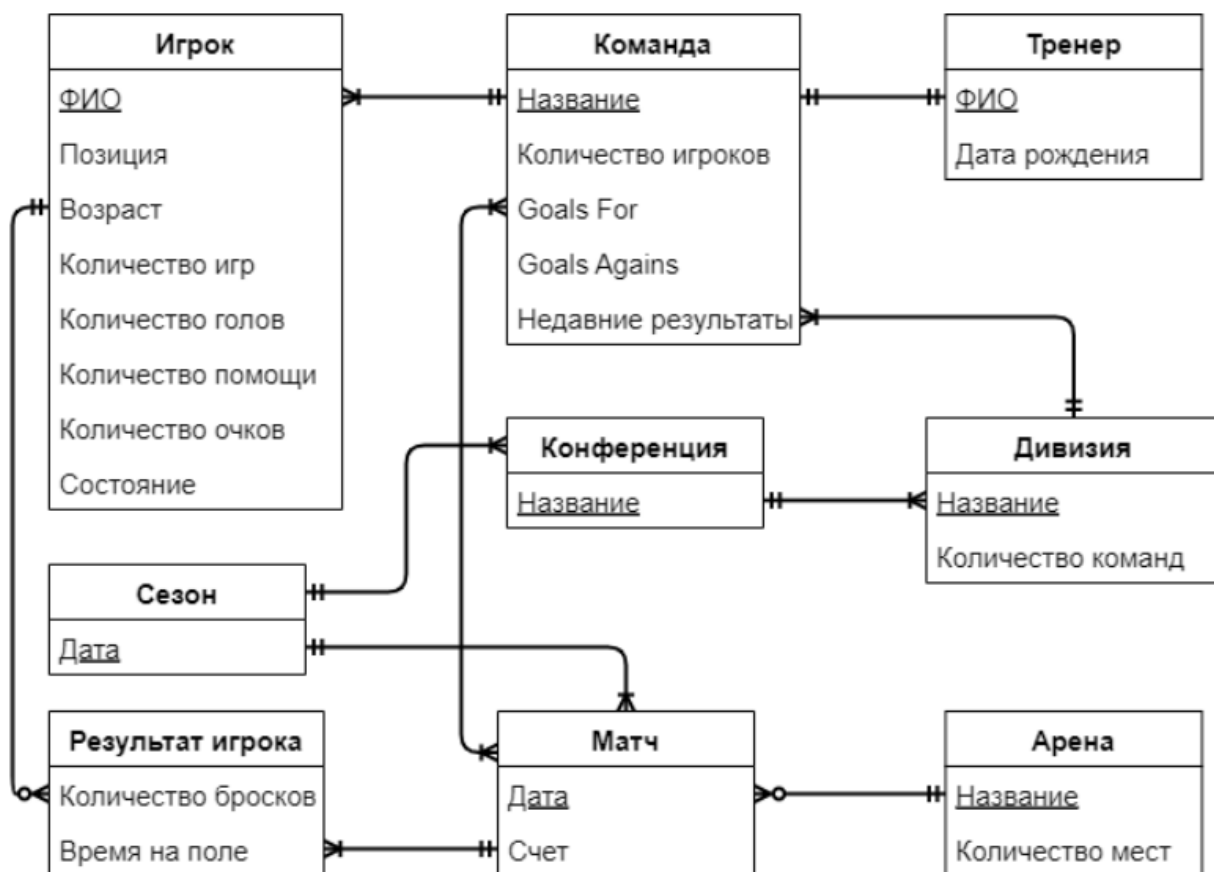 Игрок
ФИО
Позиция
Возраст
Количество игр
Количество голов
Количество помощи
Количество очков
Состояние
Команда
Название
Количество игроков
Goals For
Goals Agains
Недавние результаты
Тренер
ФИО
Дата рождения
Конференция
Название
Дивизия
Название
Количество команд
Сезон
Дата
Результат игрока
Количество бросков
Время на поле
Матч
Дата
Счет
Арена
Название
Количество мест